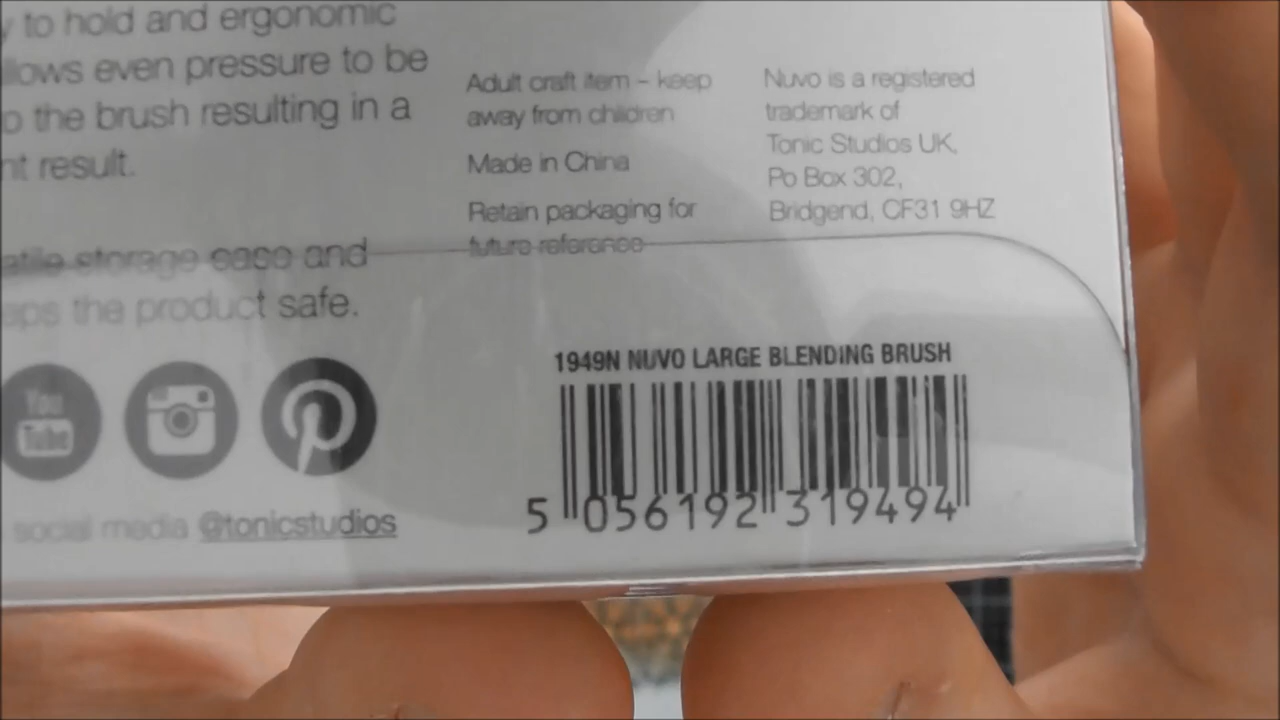 to hold and ergonomic
even pressure to be
the brush resulting in a
result.
storage case and
the product safe.
You
Tube
social media @tonicstudios
Adult craft item - keep
away from children
Made in China
Retain packaging for
future reference
Nuvo is a registered
trademark of
Tonic Studios UK,
Po Box 302,
Bridgend, CF31 9HZ
1949N NUVO LARGE BLENDING BRUSH
5 056192 319494